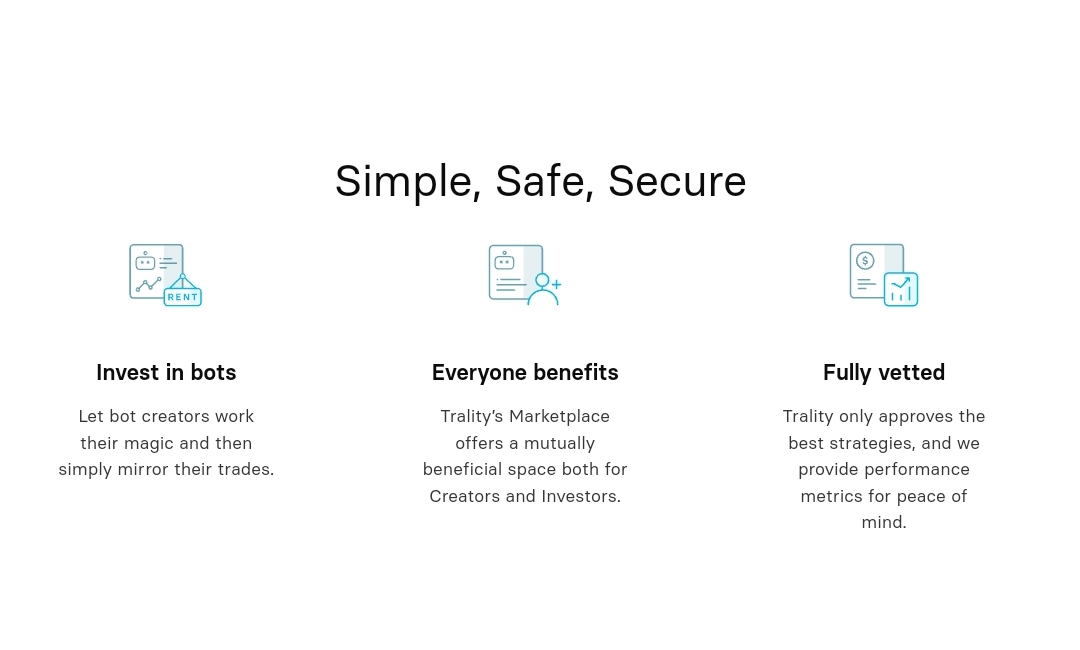 Simple, Safe, Secure
RENT
Invest in bots
Let bot creators work
their magic and then
simply mirror their trades.
Everyone benefits
Trality’s Marketplace
offers a mutually
beneficial space both for
Creators and Investors.
$
Fully vetted
Trality only approves the
best strategies, and we
provide performance
metrics for peace of
mind.